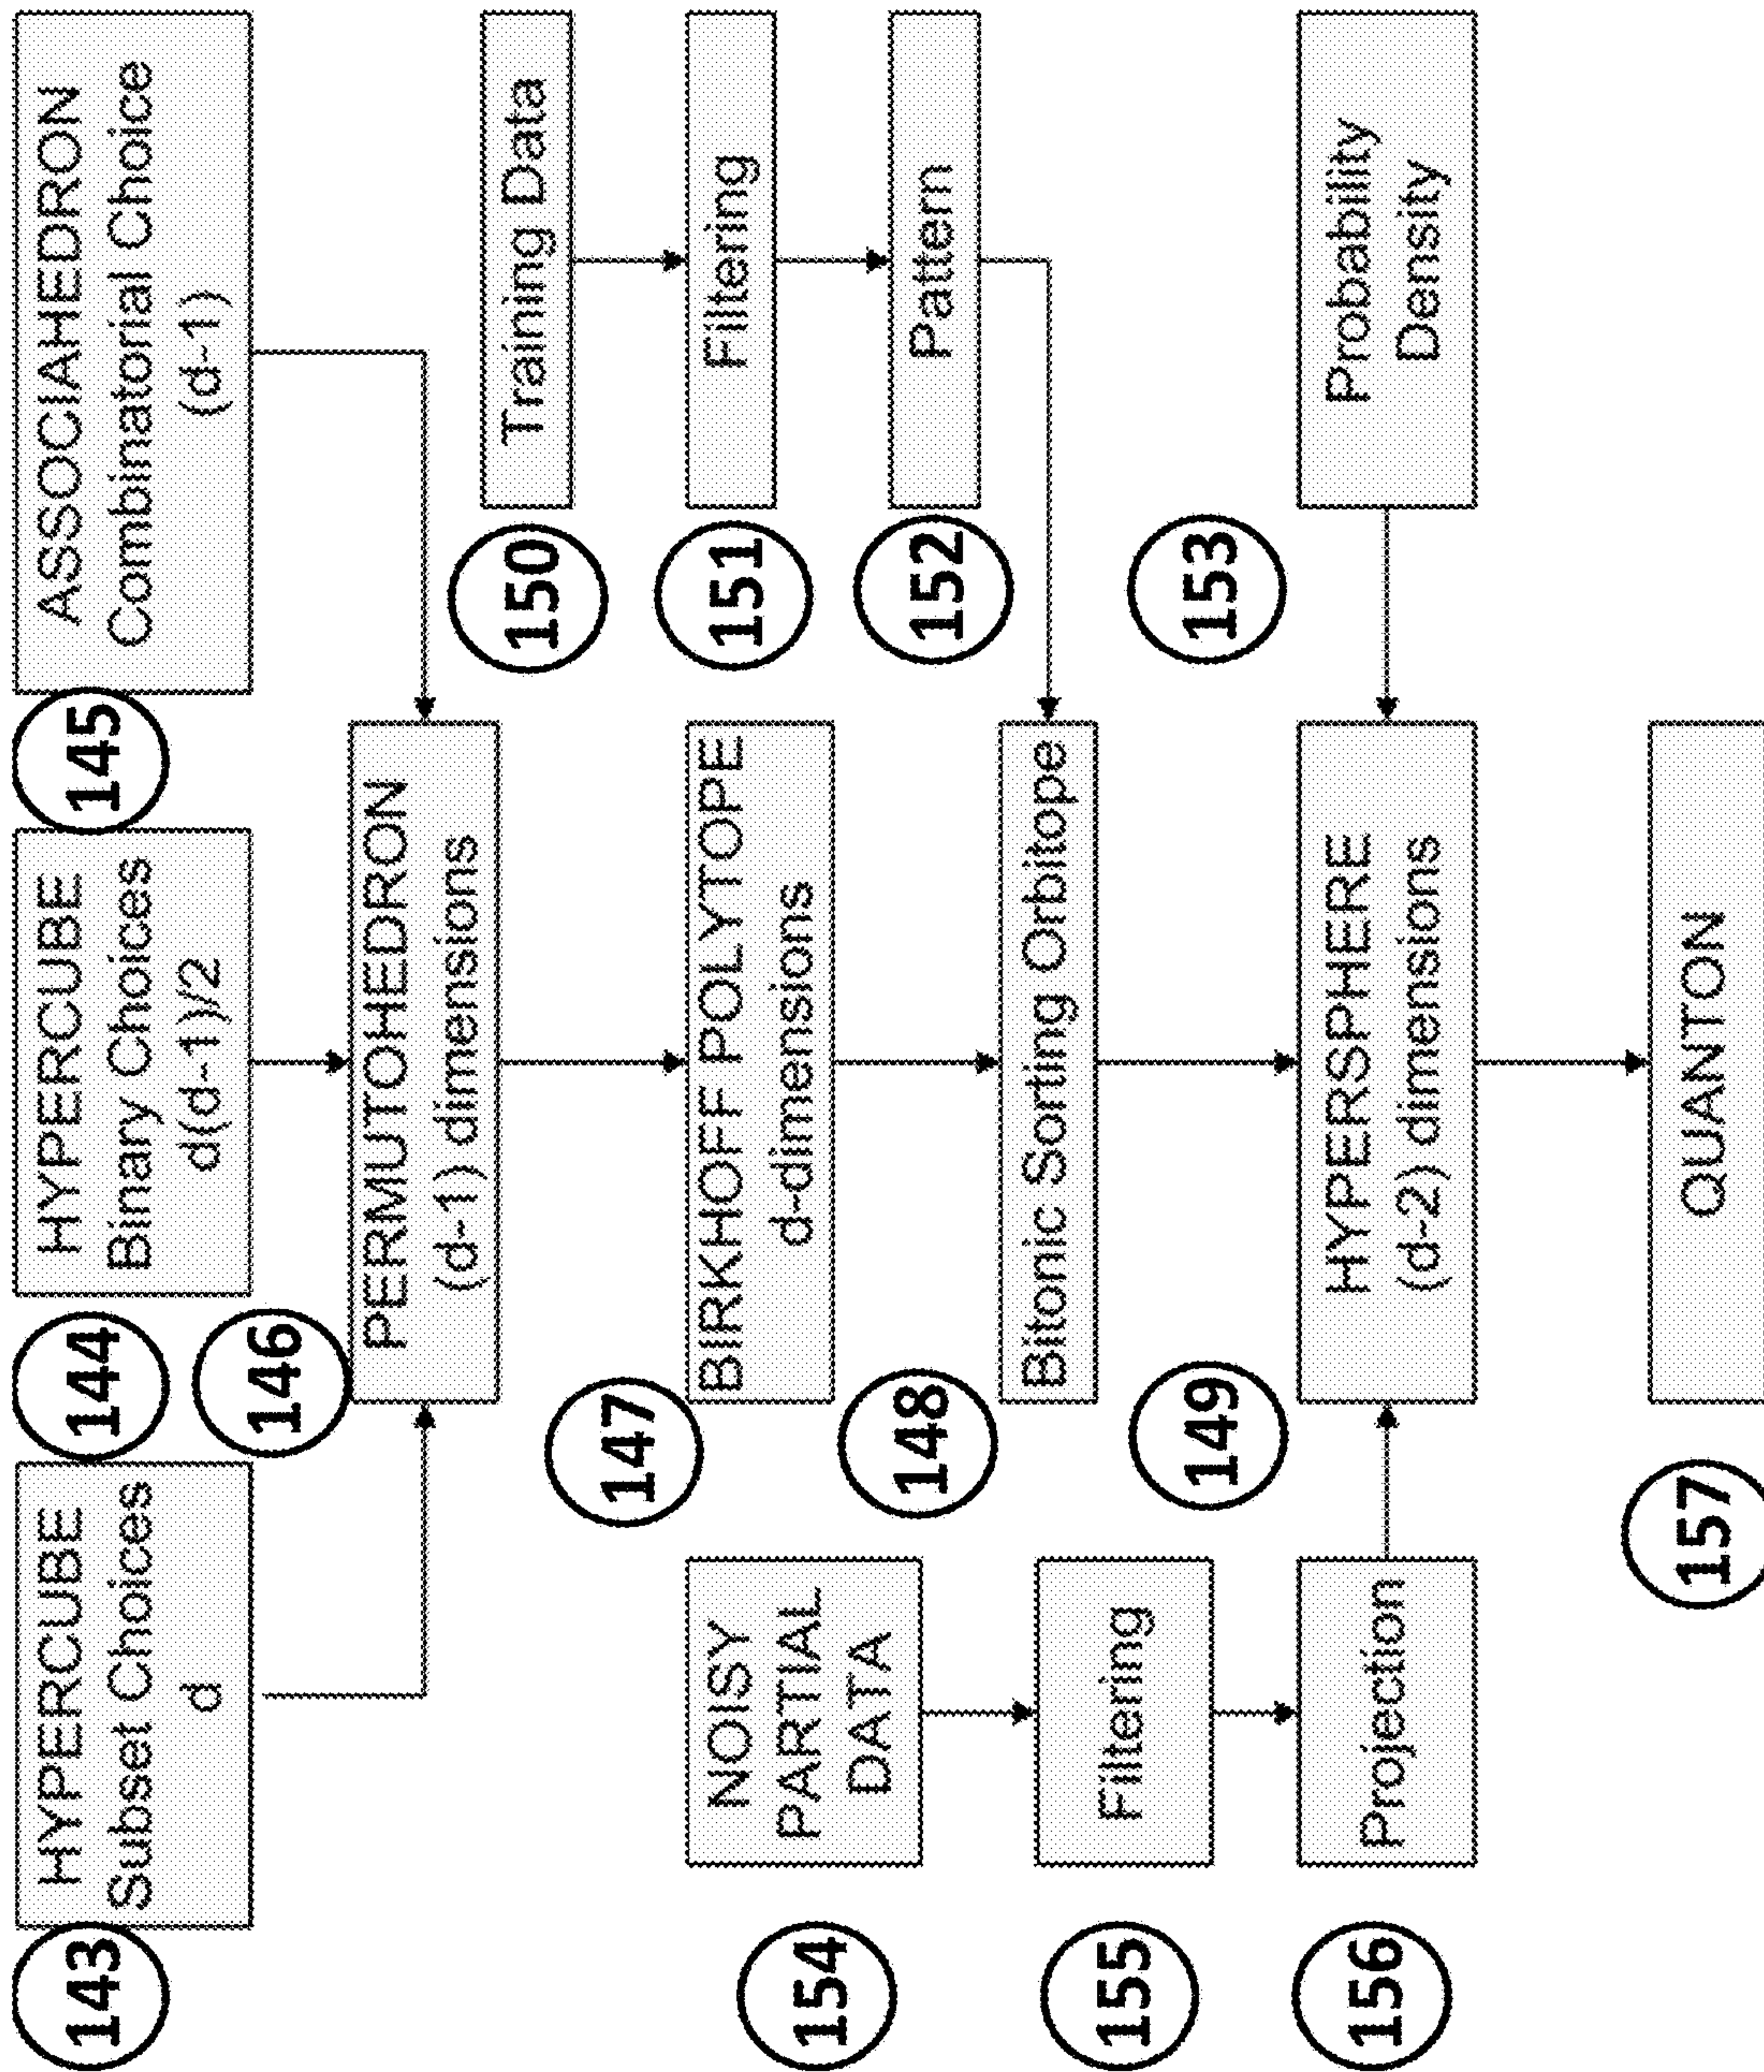 143
HYPERCUBE
Subset Choices
d
144
HYPERCUBE
Binary Choices
d(d-1)/2
145
ASSOCIAHEDRON
Combinatorial Choice
(d-1)
146
PERMUTOHEDRON
(d-1) dimensions
147
BIRKHOFF POLYTOPE
d-dimensions
148
Bitonic Sorting Orbitope
149
HYPERSPHERE
(d-2) dimensions
150
Training Data
151
Filtering
152
Pattern
153
Probability
Density
154
NOISY
PARTIAL
DATA
155
Filtering
156
Projection
157
QUANTON